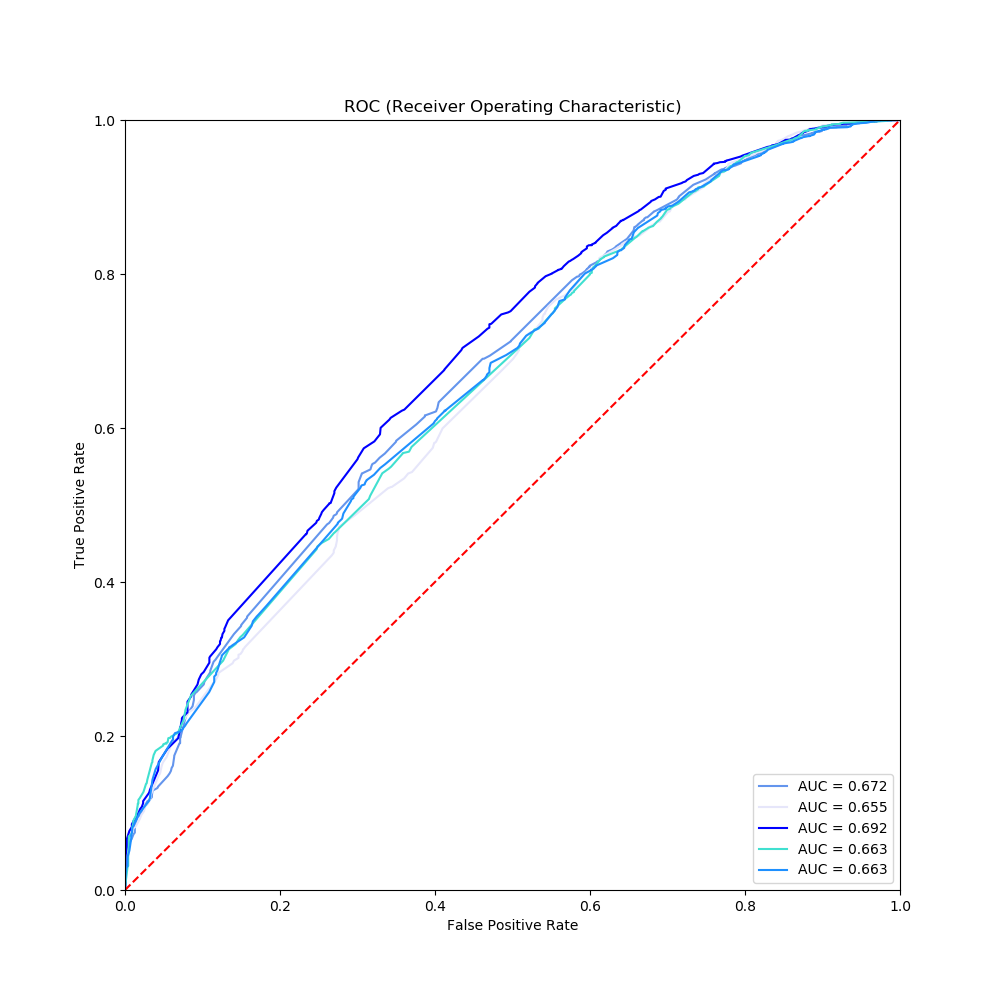 ROC (Receiver Operating Characteristic)
1.0
0.8
0.6
0.4
0.2
0.0
True Positive Rate
0.0 0.2 0.4 0.6 0.8 1.0
False Positive Rate
AUC = 0.672
AUC = 0.655
AUC = 0.692
AUC = 0.663
AUC = 0.663